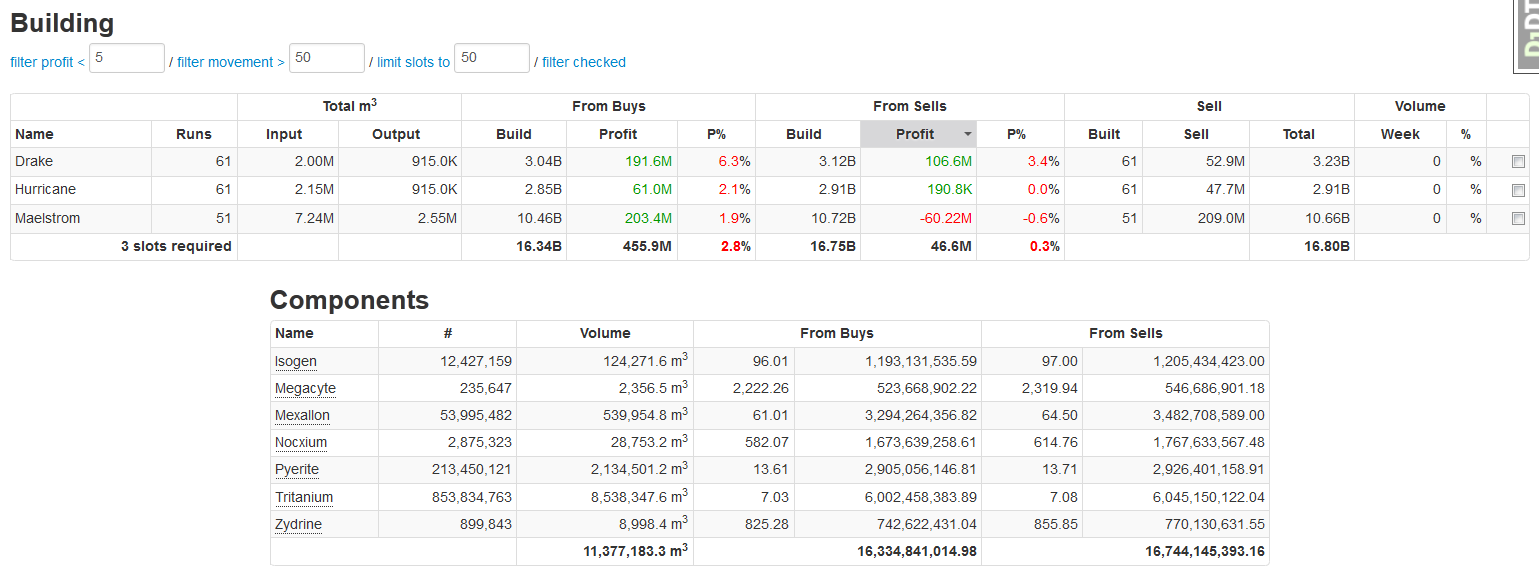 Building
filter profit < 5 / filter movement > 50 / limit slots to 50 / filter checked
Total m3 From Buys From Sells Sell Volume
Name Runs Input Output Build Profit P% Build Profit P% Built Sell Total Week %
Drake 61 2.00M 915.0K 3.04B 191.6M 6.3% 3.12B 106.6M 3.4% 61 52.9M 3.23B 0 %
Hurricane 61 2.15M 915.0K 2.85B 61.0M 2.1% 2.91B 190.8K 0.0% 61 47.7M 2.91B 0 %
Maelstrom 51 7.24M 2.55M 10.46B 203.4M 1.9% 10.72B -60.22M -0.6% 51 209.0M 10.66B 0 %
3 slots required 16.34B 455.9M 2.8% 16.75B 46.6M 0.3% 16.80B
Components
Name # Volume From Buys From Sells
Isogen 12,427,159 124,271.6 m3 96.01 1,193,131,535.59 97.00 1,205,434,423.00
Megacyte 235,647 2,356.5 m3 2,222.26 523,668,902.22 2,319.94 546,686,901.18
Mexallon 53,995,482 539,954.8 m3 61.01 3,294,264,356.82 64.50 3,482,708,589.00
Nocxium 2,875,323 28,753.2 m3 582.07 1,673,639,258.61 614.76 1,767,633,567.48
Pyerite 213,450,121 2,134,501.2 m3 13.61 2,905,056,146.81 13.71 2,926,401,158.91
Tritanium 853,834,763 8,538,347.6 m3 7.03 6,002,458,383.89 7.08 6,045,150,122.04
Zydrine 899,843 8,998.4 m3 825.28 742,622,431.04 855.85 770,130,631.55
11,377,183.3 m3 16,334,841,014.98 16,744,145,393.16